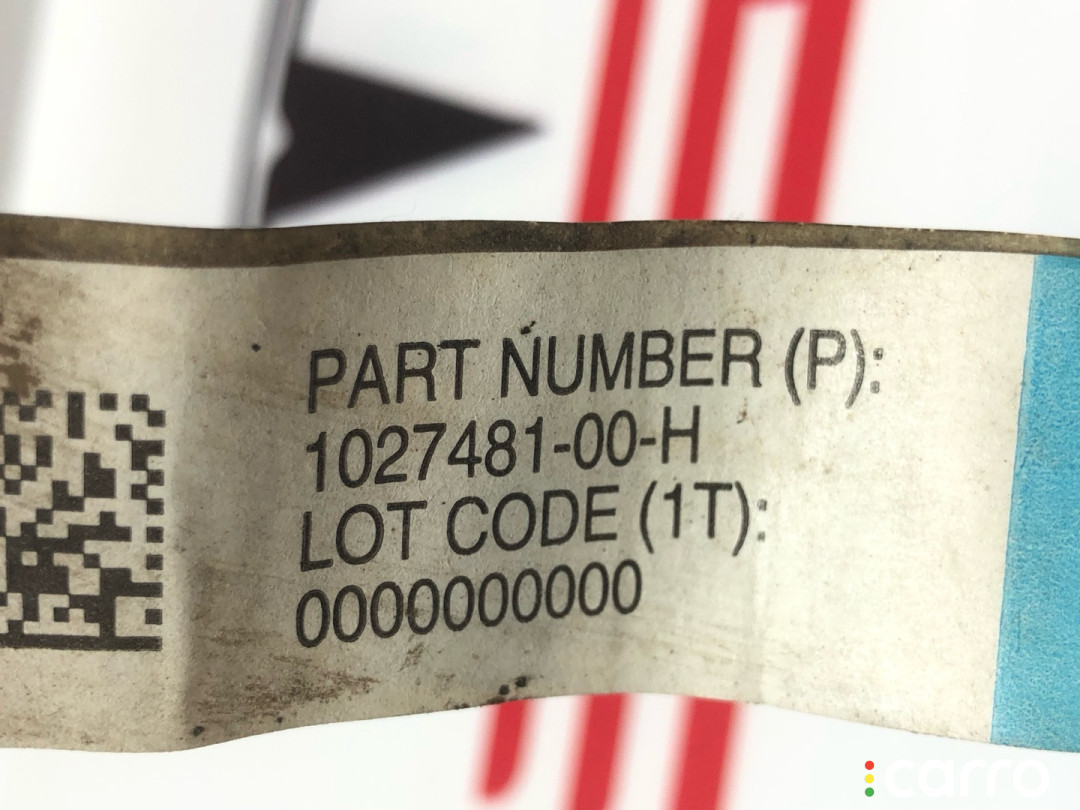 PART NUMBER (P):
1027481-00-H
LOT CODE (1T):
0000000000
carro